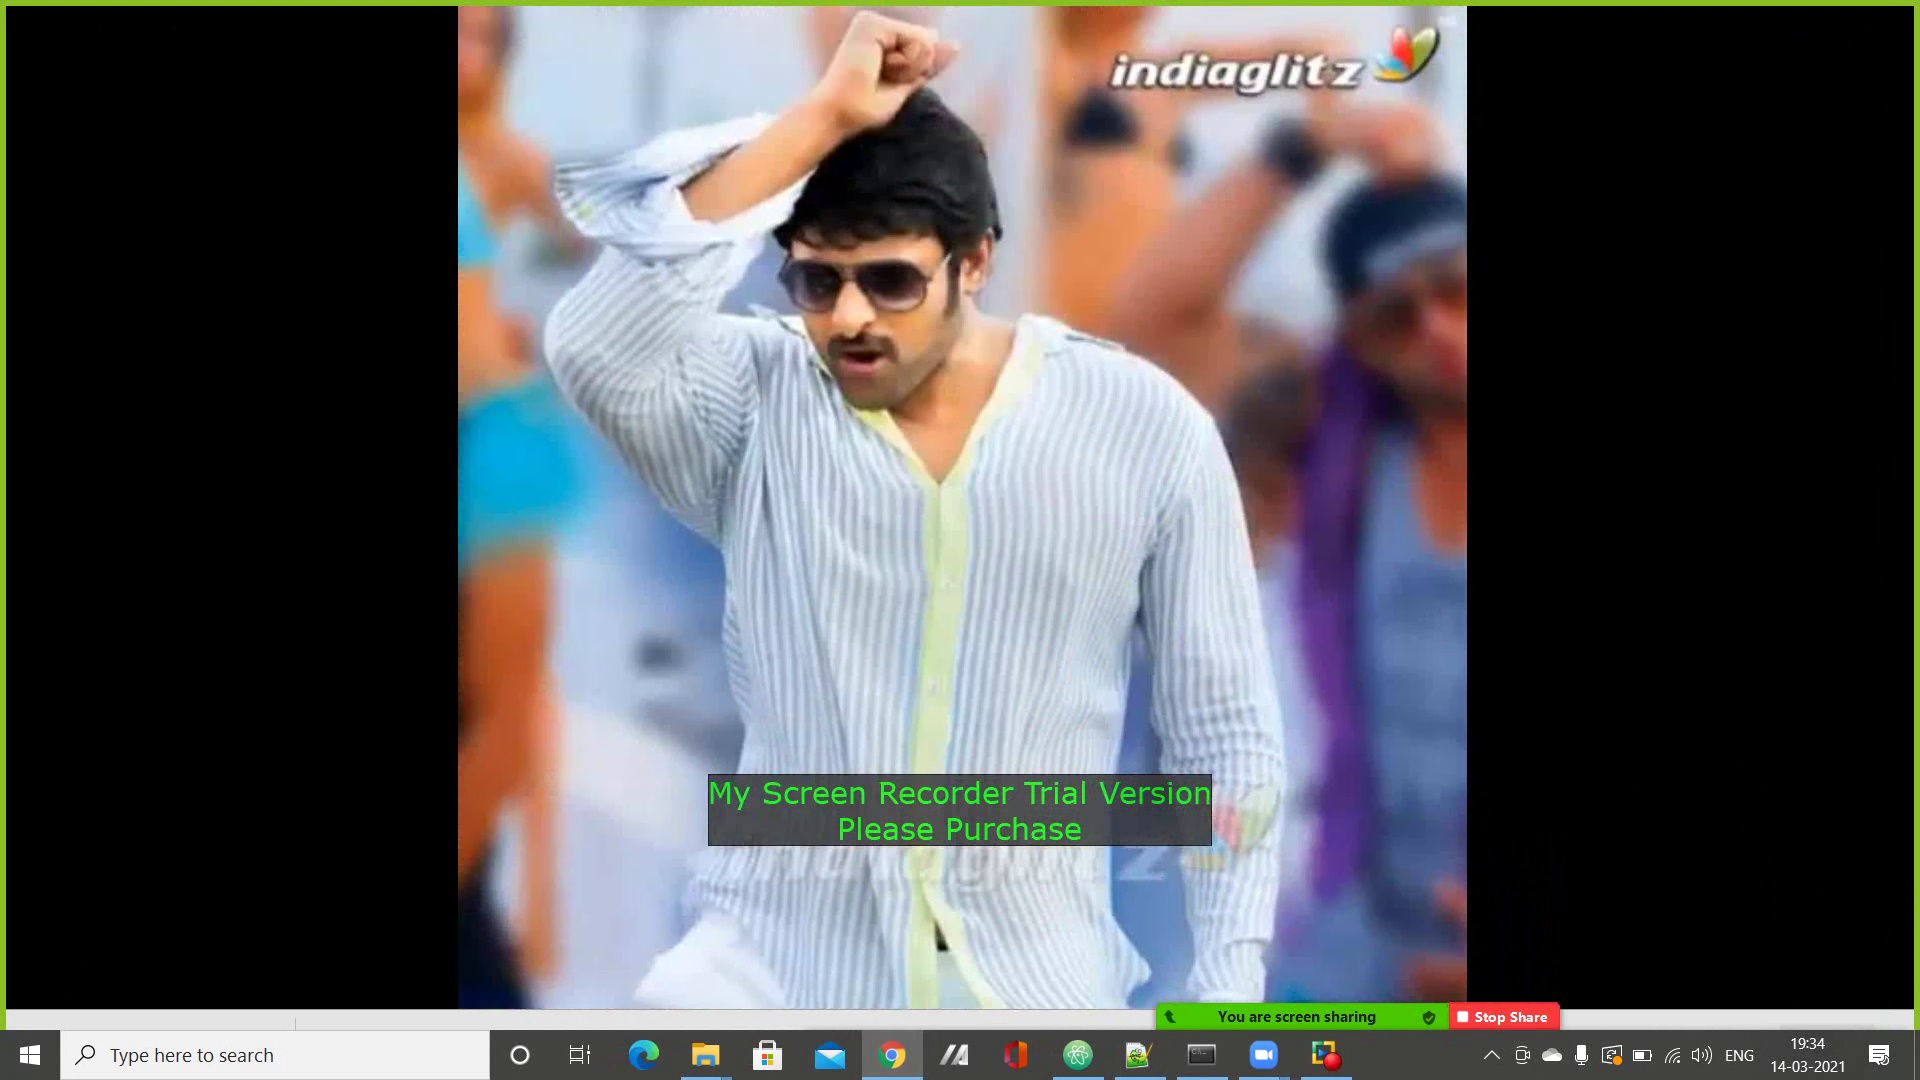 indiaglitz
My Screen Recorder Trial Version
Please Purchase
indiaglitz
You are screen sharing
Stop Share
Type here to search
ENG
19:34
14-03-2021